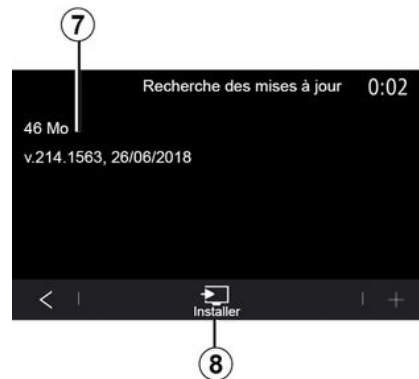 7
Recherche des mises à jour 0:02
46 Mo
v.214.1563, 26/06/2018
Installer
8